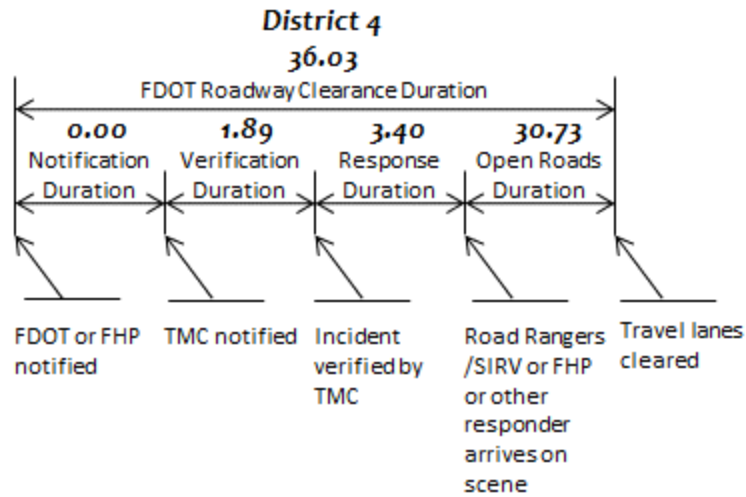 District 4
36.03
FDOT Roadway Clearance Duration
0.00 1.89 3.40 30.73
Notification Verification Response Open Roads
Duration Duration Duration Duration
FDOT or FHP
notified
TMC notified
Incident
verified by
TMC
Road Rangers
/SIRV or FHP
or other
responder
arrives on
scene
Travel lanes
cleared